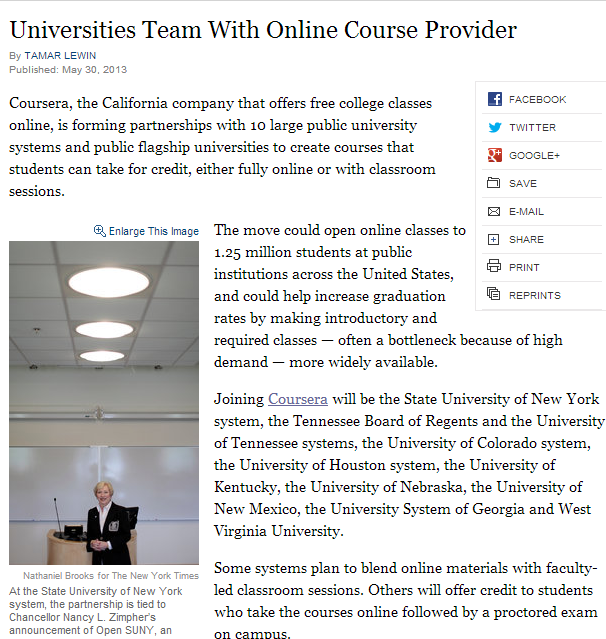 Universities Team With Online Course Provider
By TAMAR LEWIN
Published: May 30, 2013
Coursera, the California company that offers free college classes
online, is forming partnerships with 10 large public university
systems and public flagship universities to create courses that
students can take for credit, either fully online or with classroom
sessions.
FACEBOOK
TWITTER
GOOGLE+
SAVE
E-MAIL
SHARE
PRINT
REPRINTS
Enlarge This Image
Nathaniel Brooks for The New York Times
At the State University of New York
system, the partnership is tied to
Chancellor Nancy L. Zimpher's
announcement of Open SUNY, an
The move could open online classes to
1.25 million students at public
institutions across the United States,
and could help increase graduation
rates by making introductory and
required classes — often a bottleneck because of high
demand — more widely available.
Joining Coursera will be the State University of New York
system, the Tennessee Board of Regents and the University
of Tennessee systems, the University of Colorado system,
the University of Houston system, the University of
Kentucky, the University of Nebraska, the University of
New Mexico, the University System of Georgia and West
Virginia University.
Some systems plan to blend online materials with faculty-
led classroom sessions. Others will offer credit to students
who take the courses online followed by a proctored exam
on campus.